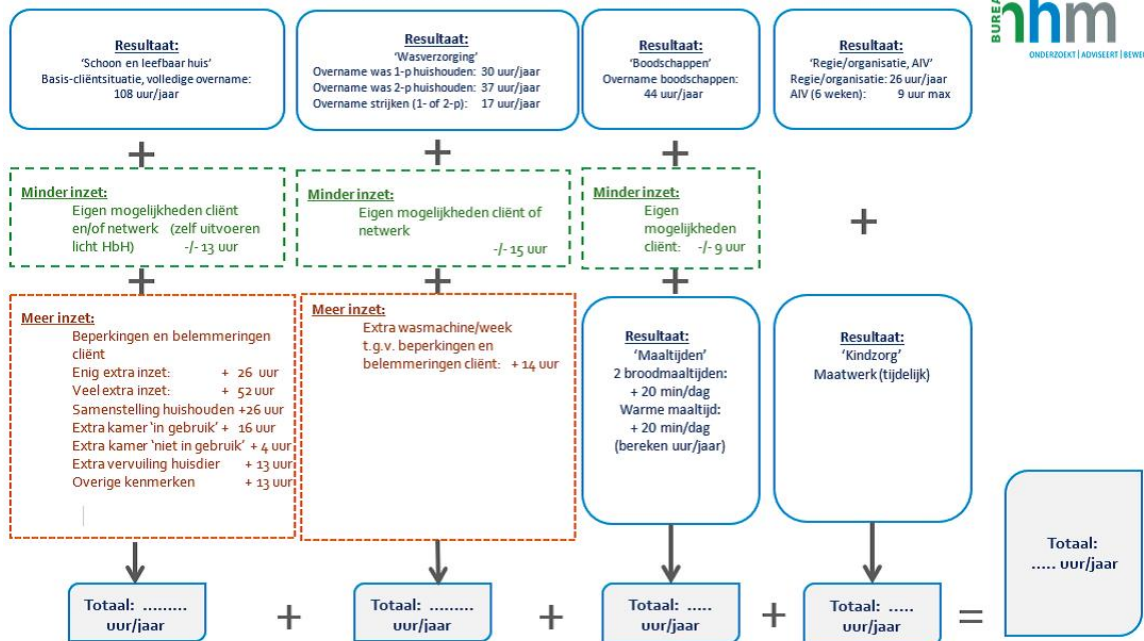 Resultaat:
'Schoon en leefbaar huis'
Basis-cliëntsituatie, volledige overname:
108 uur/jaar
Resultaat:
'Wasverzorging'
Overname was 1-p huishouden: 30 uur/jaar
Overname was 2-p huishouden: 37 uur/jaar
Overname strijken (1- of 2-p): 17 uur/jaar
Resultaat:
'Boodschappen'
Overname boodschappen:
44 uur/jaar
Resultaat:
'Regie/organisatie, AIV'
Regie/organisatie: 26 uur/jaar
AIV (6 weken): 9 uur max
BUREA
hhm
ONDERZOEKT | ADVISEERT | BEWE
+
+
+
Minder inzet:
Eigen mogelijkheden cliënt
en/of netwerk (zelf uitvoeren
licht HbH) -/- 13 uur
Minder inzet:
Eigen mogelijkheden cliënt of
netwerk
-/- 15 uur
Minder inzet:
Eigen
mogelijkheden
cliënt: -/- 9 uur
+
+
+
+
Meer inzet:
Beperkingen en belemmeringen
cliënt
Enig extra inzet: + 26 uur
Veel extra inzet: + 52 uur
Samenstelling huishouden +26 uur
Extra kamer 'in gebruik' + 16 uur
Extra kamer 'niet in gebruik' + 4 uur
Extra vervuiling huisdier + 13 uur
Overige kenmerken + 13 uur
Meer inzet:
Extra wasmachine/week
t.g.v. beperkingen en
belemmeringen cliënt: + 14 uur
Resultaat:
'Maaltijden'
2 broodmaaltijden:
+ 20 min/dag
Warme maaltijd:
+ 20 min/dag
(bereken uur/jaar)
Resultaat:
'Kindzorg'
Maatwerk (tijdelijk)
Totaal: .........
uur/jaar
+
Totaal: .........
uur/jaar
+
Totaal: .....
uur/jaar
+
Totaal: .....
uur/jaar
=
Totaal:
..... uur/jaar